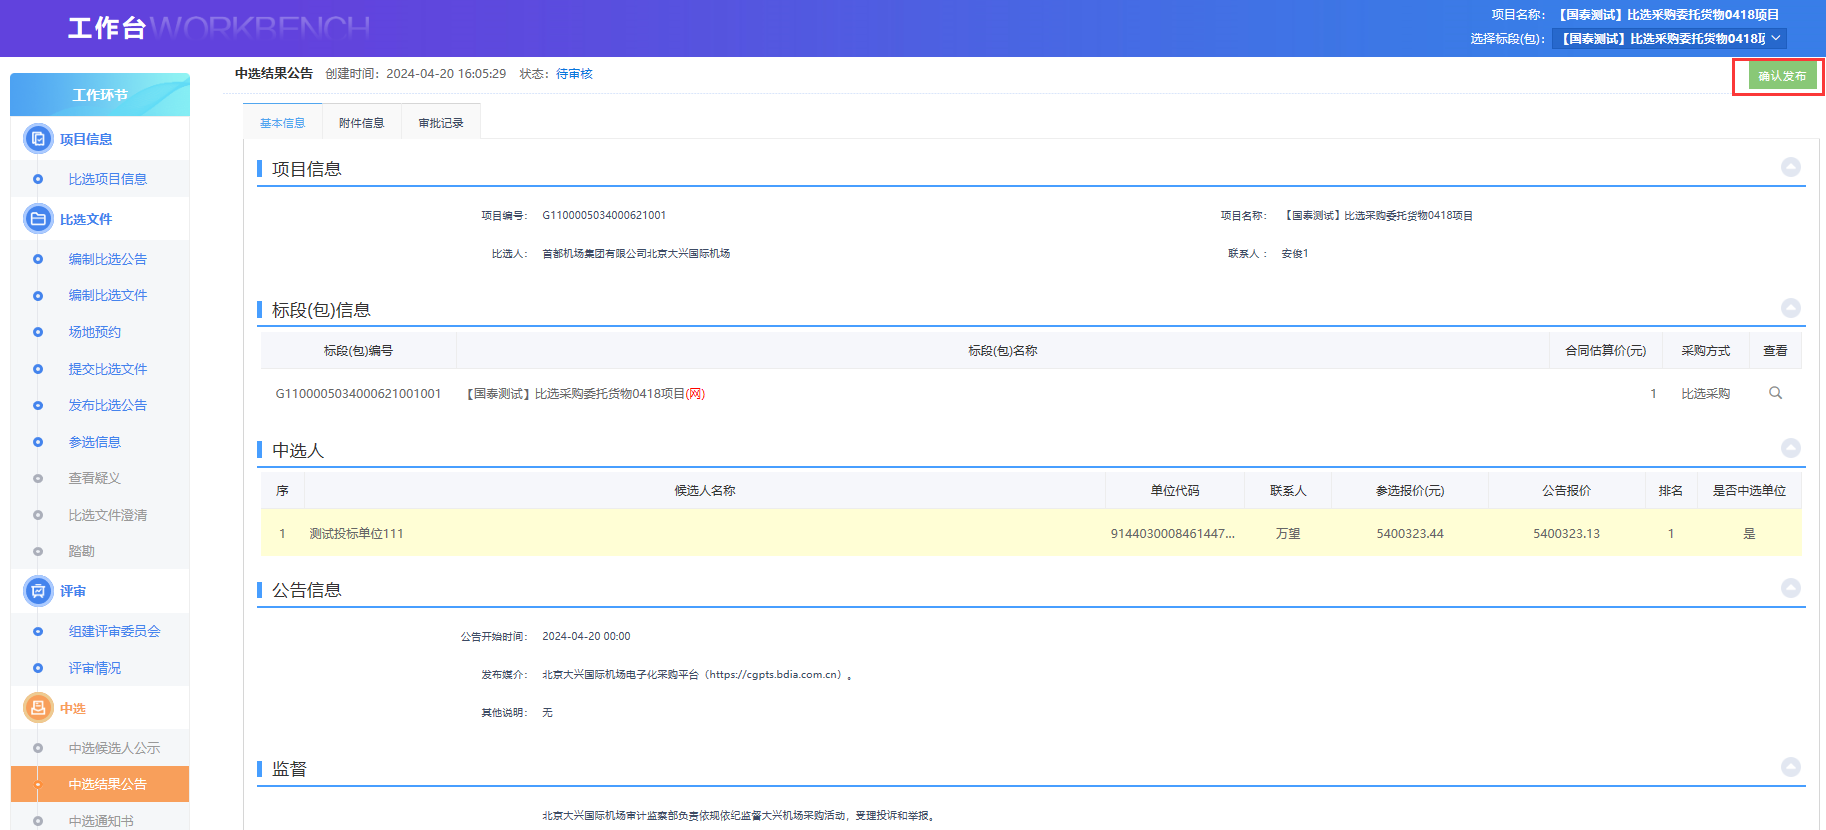 工作台WORKBENCH
项目名称： 【国泰测试】比选采购委托货物0418项目
选择标段(包)： 【国泰测试】比选采购委托货物0418项
中选结果公告 创建时间：2024-04-20 16:05:29 状态：待审核
确认发布
工作环节
项目信息
比选项目信息
比选文件
编制比选公告
编制比选文件
场地预约
提交比选文件
发布比选公告
参选信息
查看疑义
比选文件澄清
踏勘
评审
组建评审委员会
评审情况
中选
中选候选人公示
中选结果公告
中选通知书
基本信息 附件信息 审批记录
项目信息
项目编号： G1100005034000621001 项目名称： 【国泰测试】比选采购委托货物0418项目
比选人： 首都机场集团有限公司北京大兴国际机场 联系人： 安俊1
标段(包)信息
标段(包)编号 标段(包)名称 合同估算价(元) 采购方式 查看
G1100005034000621001001 【国泰测试】比选采购委托货物0418项目(网) 1 比选采购
中选人
序 候选人名称 单位代码 联系人 参选报价(元) 公告报价 排名 是否中选单位
1 测试投标单位111 9144030008461447... 万望 5400323.44 5400323.13 1 是
公告信息
公告开始时间： 2024-04-20 00:00
发布媒介： 北京大兴国际机场电子化采购平台（https://cgpts.bdia.com.cn）。
其他说明： 无
监督
北京大兴国际机场审计监察部负责依规依纪监督大兴机场采购活动，受理投诉和举报。